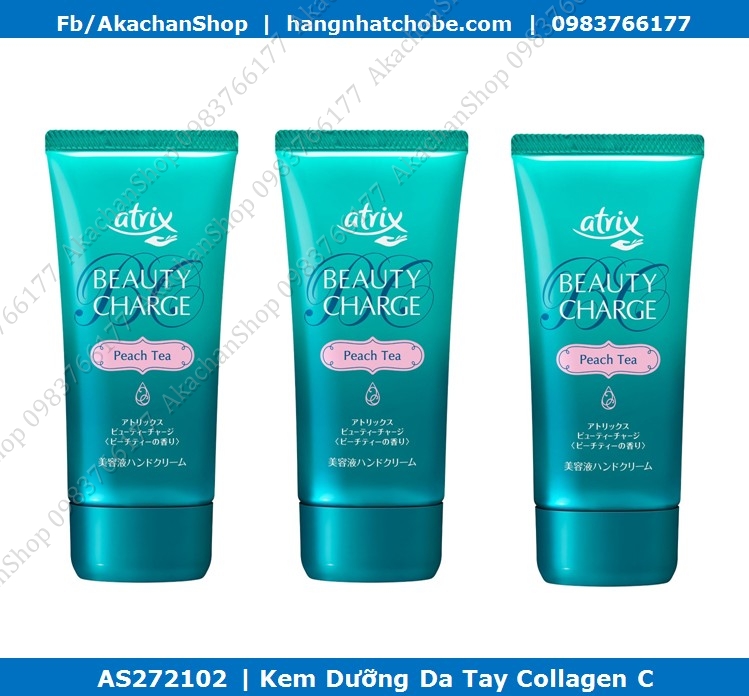 Fb/AkachanShop | hangnhatchobe.com | 0983766177
AkachanShop 0983766177 AkachanShop 0983766177
atrix
BEAUTY
CHARGE
Peach Tea
アトリックス
ビューティーチャージ
〈ピーチティーの香り〉
美容液ハンドクリーム
atrix
BEAUTY
CHARGE
Peach Tea
アトリックス
ビューティーチャージ
〈ピーチティーの香り〉
美容液ハンドクリーム
atrix
BEAUTY
CHARGE
Peach Tea
アトリックス
ビューティーチャージ
〈ピーチティーの香り〉
美容液ハンドクリーム
AS272102 | Kem Dưỡng Da Tay Collagen C